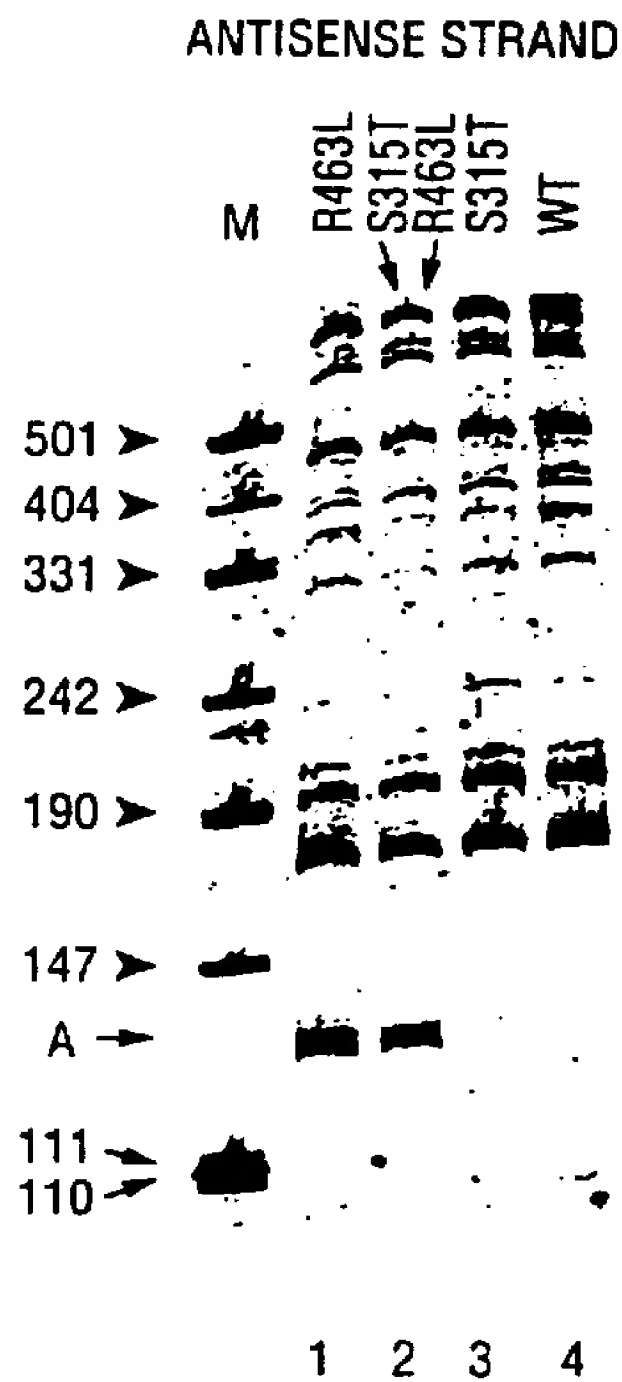 ANTISENSE STRAND
M
R463L
S315T
R463L
S315T
WT
501
404
331
242
190
147
A
111
110
1 2 3 4